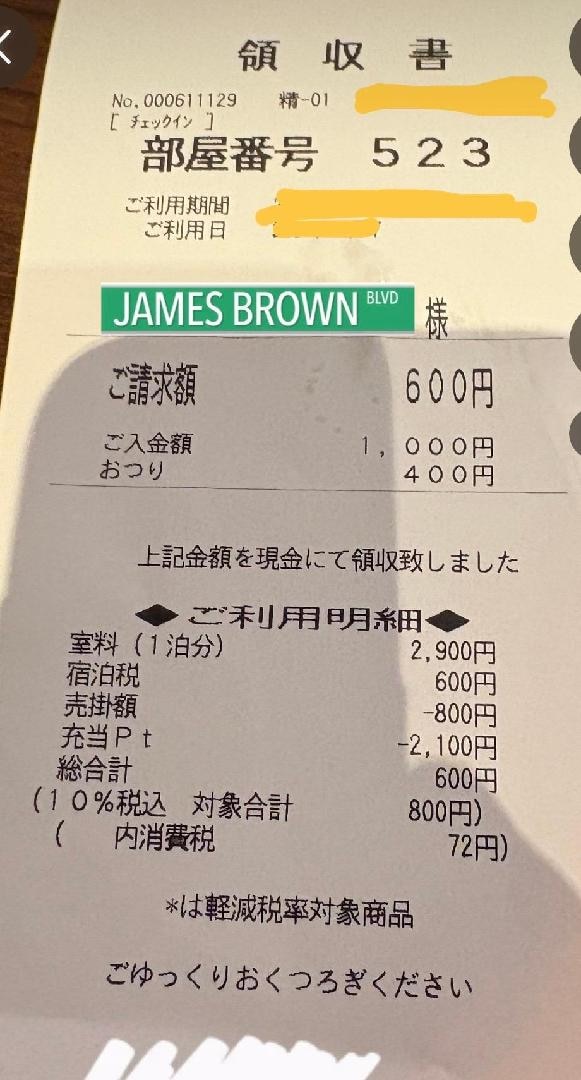 領収書
No.000611129 精-01
[ チェックイン ]
部屋番号 523
ご利用期間
ご利用日
JAMES BROWN BLVD 様
ご請求額 600円
ご入金額 1,000円
おつり 400円
上記金額を現金にて領収致しました
◆ご利用明細◆
室料(1泊分) 2,900円
宿泊税 600円
売掛額 -800円
充当Pt -2,100円
総合計 600円
(10%税込 対象合計 800円)
( 内消費税 72円)
*は軽減税率対象商品
ごゆっくりおくつろぎください